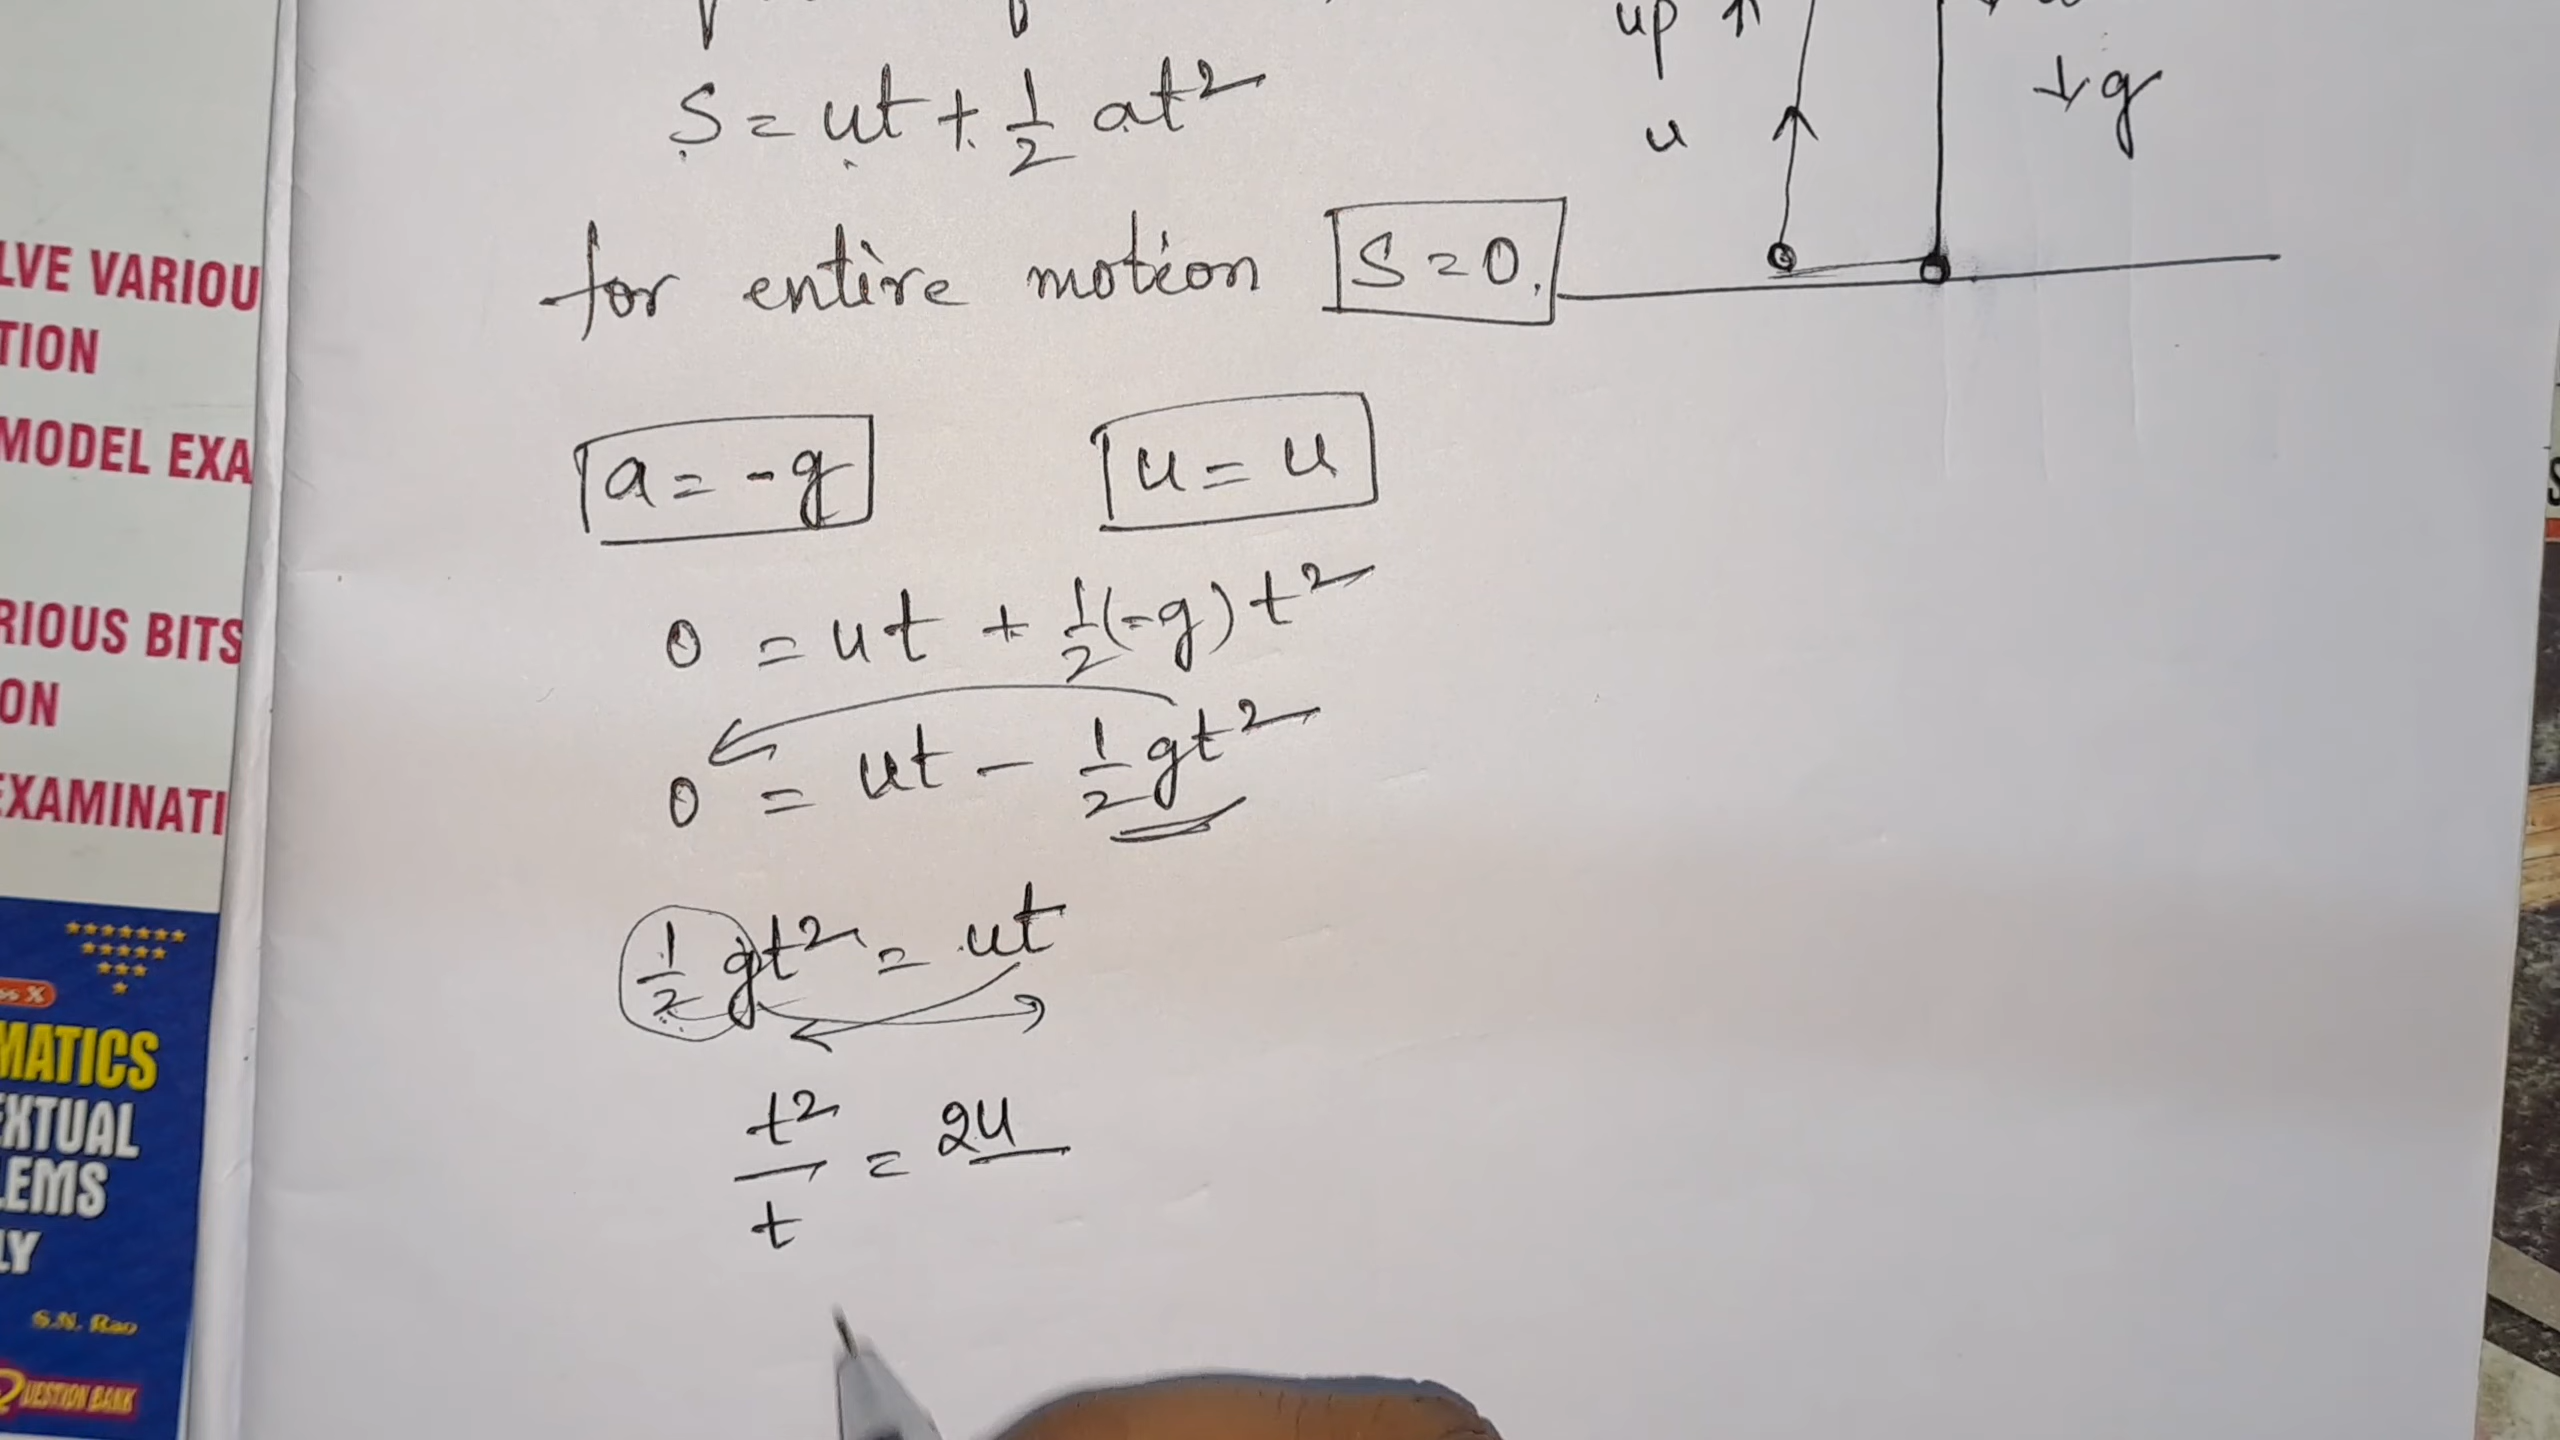 up ↑
S = ut + 1/2 at²
u
↓g
for entire motion S = 0.
a = -g
u = u
0 = ut + 1/2(-g)t²
0 = ut - 1/2 gt²
1/2 gt² = ut
t²/t = 2u
LVE VARIOU
TION
MODEL EXA
RIOUS BITS
ON
EXAMINATI
MATICS
EXTUAL
LEMS
LY
S.N. Rao
QUESTION BANK